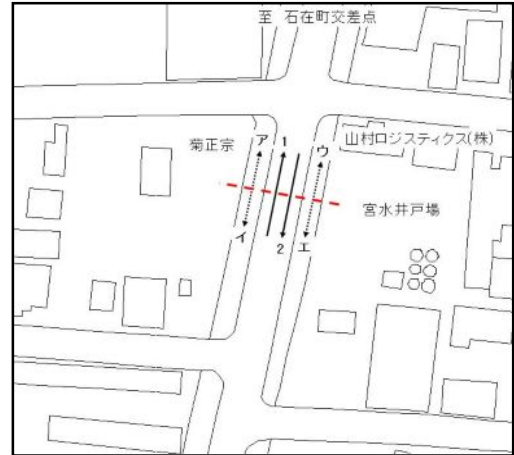 至 石在町交差点
菊正宗
ア
1
ウ
山村ロジスティクス(株)
宮水井戸場
イ
2
エ